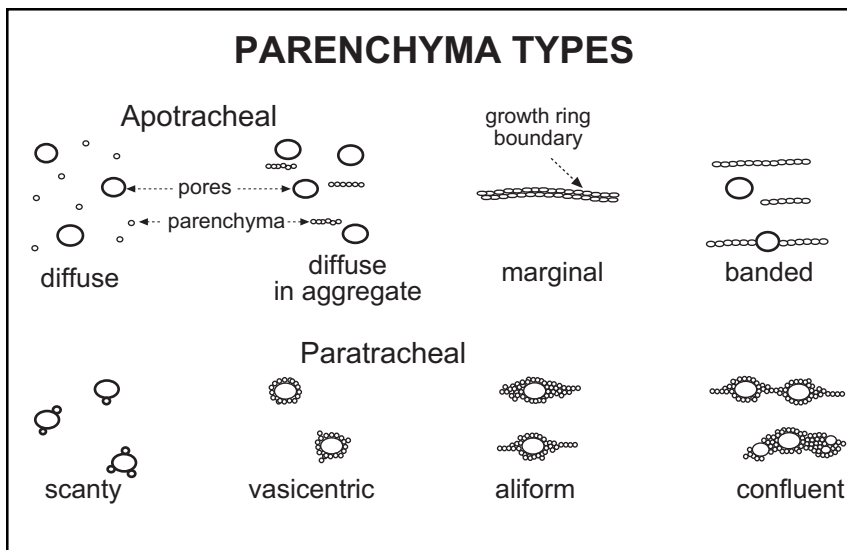 PARENCHYMA TYPES
Apotracheal
growth ring
boundary
pores
parenchyma
diffuse
diffuse
in aggregate
marginal
banded
Paratracheal
scanty
vasicentric
aliform
confluent